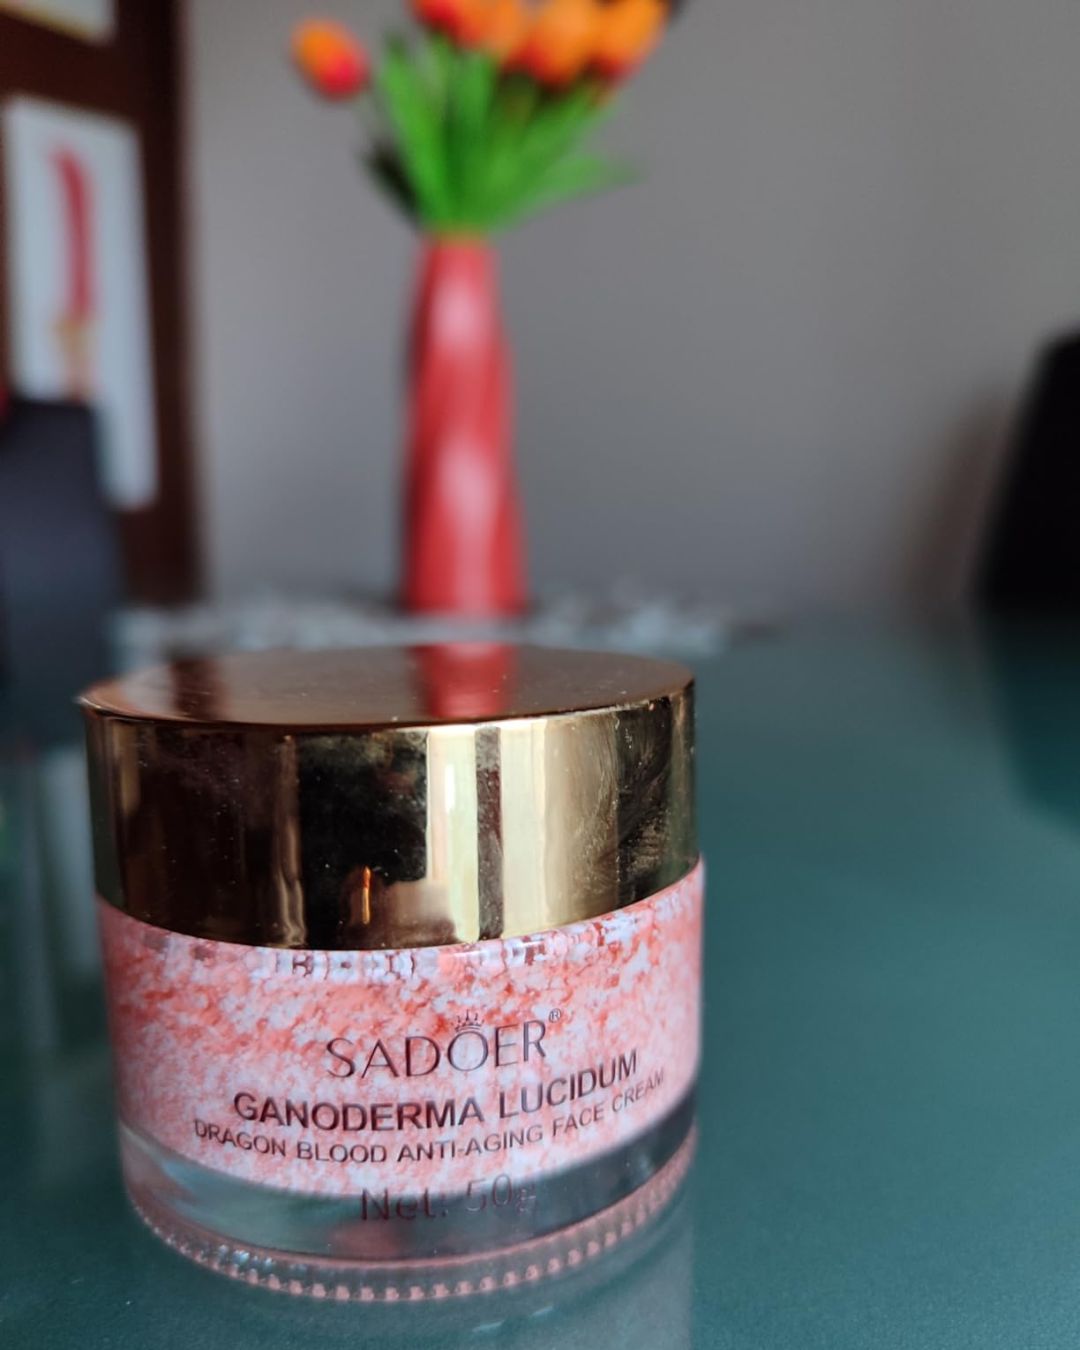 SADOER®
GANODERMA LUCIDUM
DRAGON BLOOD ANTI-AGING FACE CREAM
Net: 50g